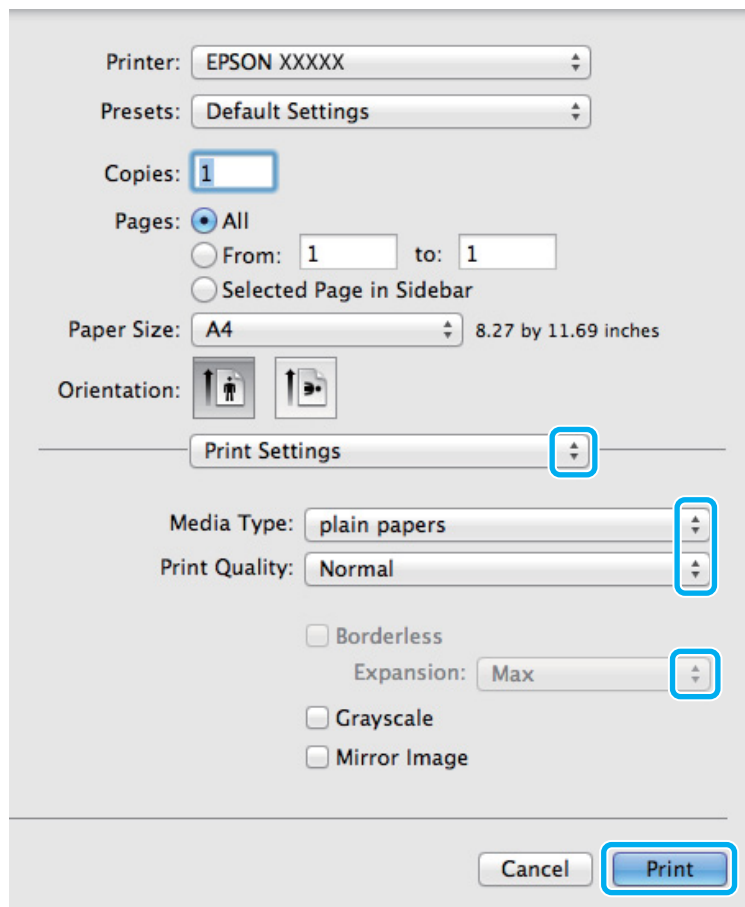 Printer: EPSON XXXXX
Presets: Default Settings
Copies: 1
Pages: All
From: 1 to: 1
Selected Page in Sidebar
Paper Size: A4 8.27 by 11.69 inches
Orientation:
Print Settings
Media Type: plain papers
Print Quality: Normal
Borderless
Expansion: Max
Grayscale
Mirror Image
Cancel Print